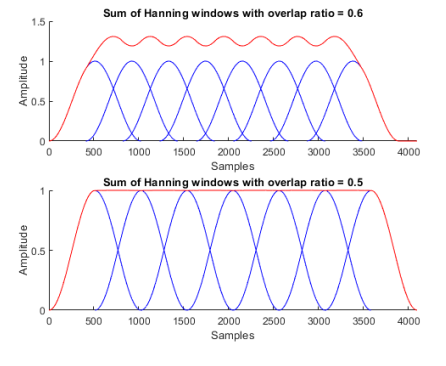 Sum of Hanning windows with overlap ratio = 0.6
1.5
1
0.5
0
Amplitude
0 500 1000 1500 2000 2500 3000 3500 4000
Samples
Sum of Hanning windows with overlap ratio = 0.5
1
0.5
0
Amplitude
0 500 1000 1500 2000 2500 3000 3500 4000
Samples